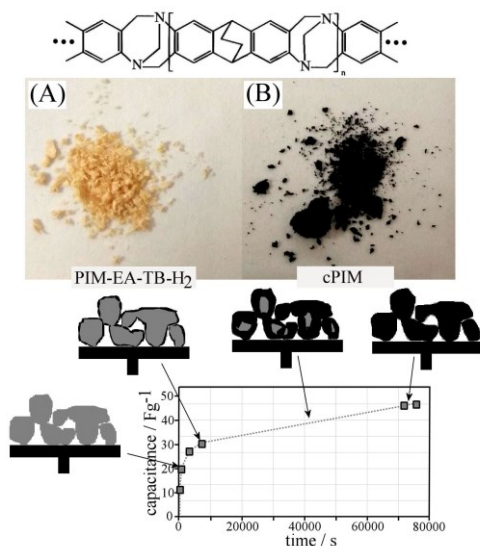 N
N
N
N
n
(A)
(B)
PIM-EA-TB-H2
cPIM
capacitance / Fg-1
50
40
30
20
10
0
0
20000
40000
60000
80000
time / s